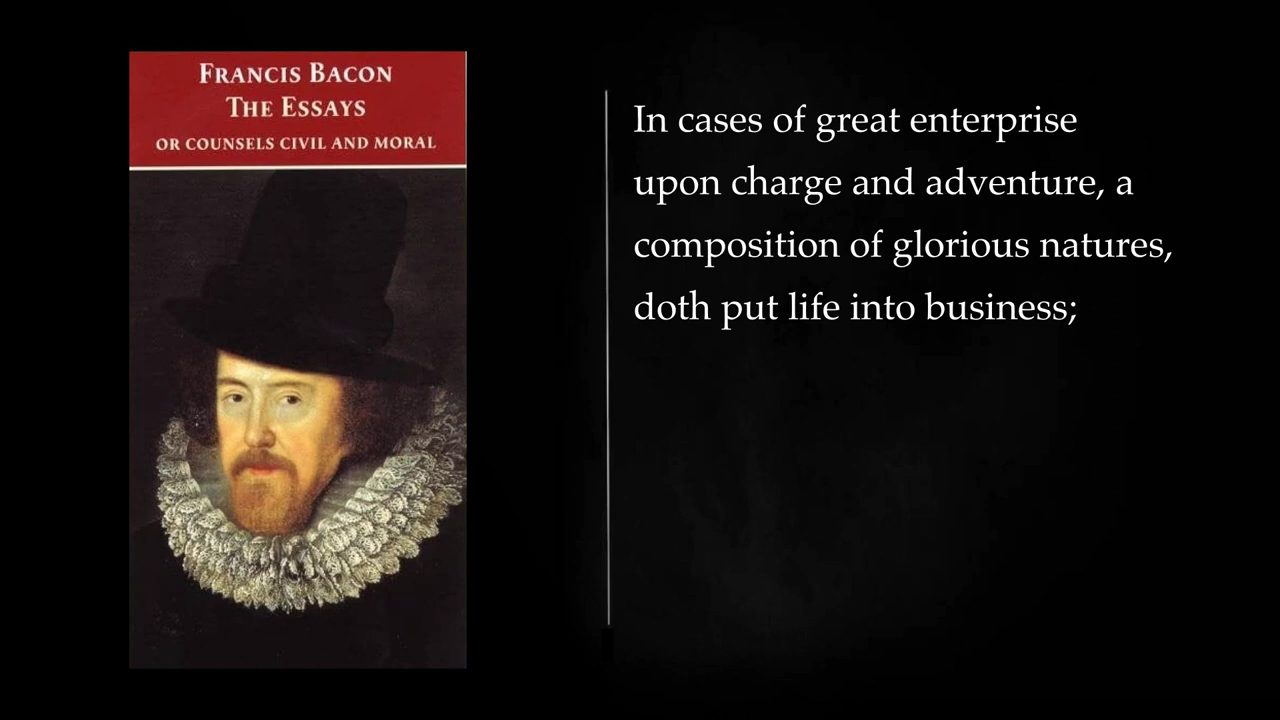 FRANCIS BACON
THE ESSAYS
OR COUNSELS CIVIL AND MORAL
In cases of great enterprise
upon charge and adventure, a
composition of glorious natures,
doth put life into business;